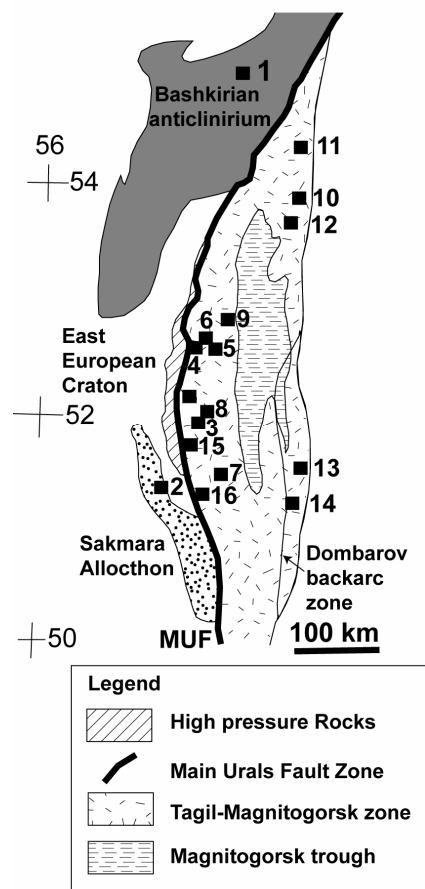 1
Bashkirian
anticlinirium
56
54
11
10
12
9
6
5
4
East
European
Craton
52
8
3
15
7
13
2
16
14
Sakmara
Allocthon
Dombarov
backarc
zone
50
MUF
100 km
Legend
High pressure Rocks
Main Urals Fault Zone
Tagil-Magnitogorsk zone
Magnitogorsk trough